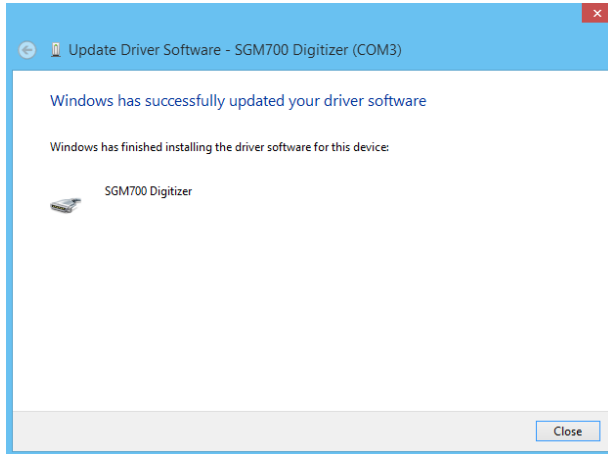 Update Driver Software - SGM700 Digitizer (COM3)
Windows has successfully updated your driver software
Windows has finished installing the driver software for this device:
SGM700 Digitizer
Close